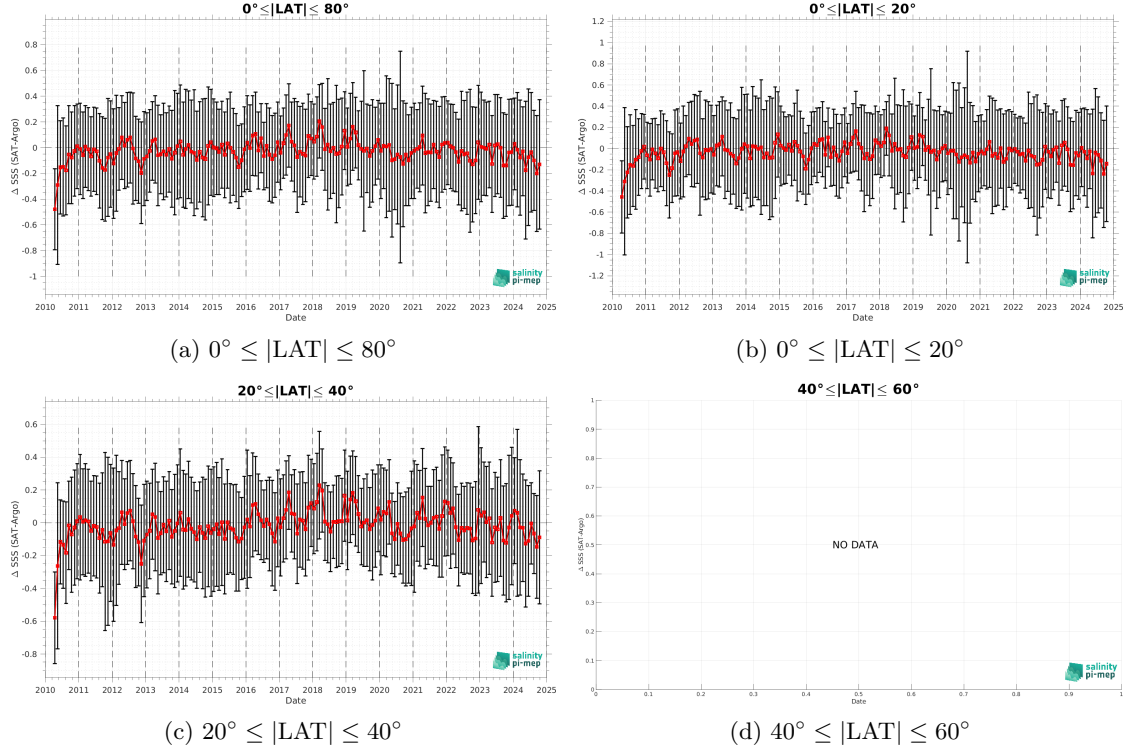 0°≤|LAT|≤ 80°
0.8
0.6
0.4
0.2
0
-0.2
-0.4
-0.6
-0.8
-1
Δ SSS (SAT-Argo)
2010 2011 2012 2013 2014 2015 2016 2017 2018 2019 2020 2021 2022 2023 2024 2025
Date
salinity
pi-mep
(a) 0° ≤ |LAT| ≤ 80°
0°≤|LAT|≤ 20°
1.2
1
0.8
0.6
0.4
0.2
0
-0.2
-0.4
-0.6
-0.8
-1
-1.2
Δ SSS (SAT-Argo)
2010 2011 2012 2013 2014 2015 2016 2017 2018 2019 2020 2021 2022 2023 2024 2025
Date
salinity
pi-mep
(b) 0° ≤ |LAT| ≤ 20°
20°≤|LAT|≤ 40°
0.6
0.4
0.2
0
-0.2
-0.4
-0.6
-0.8
Δ SSS (SAT-Argo)
2010 2011 2012 2013 2014 2015 2016 2017 2018 2019 2020 2021 2022 2023 2024 2025
Date
salinity
pi-mep
(c) 20° ≤ |LAT| ≤ 40°
40°≤|LAT|≤ 60°
1
0.9
0.8
0.7
0.6
0.5
0.4
0.3
0.2
0.1
0
Δ SSS (SAT-Argo)
NO DATA
0 0.1 0.2 0.3 0.4 0.5 0.6 0.7 0.8 0.9 1
Date
salinity
pi-mep
(d) 40° ≤ |LAT| ≤ 60°